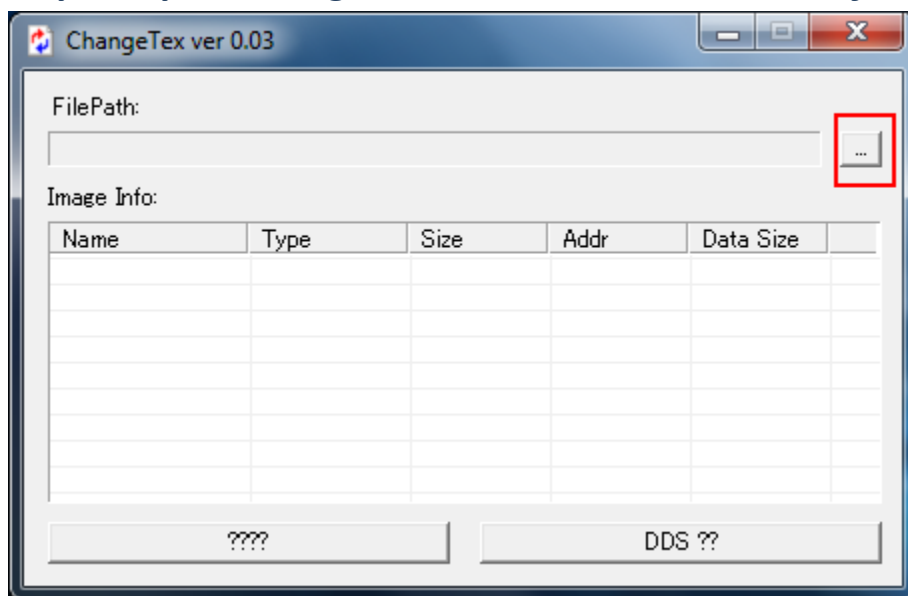 ChangeTex ver 0.03
FilePath:
...
Image Info:
Name Type Size Addr Data Size
???? DDS ??